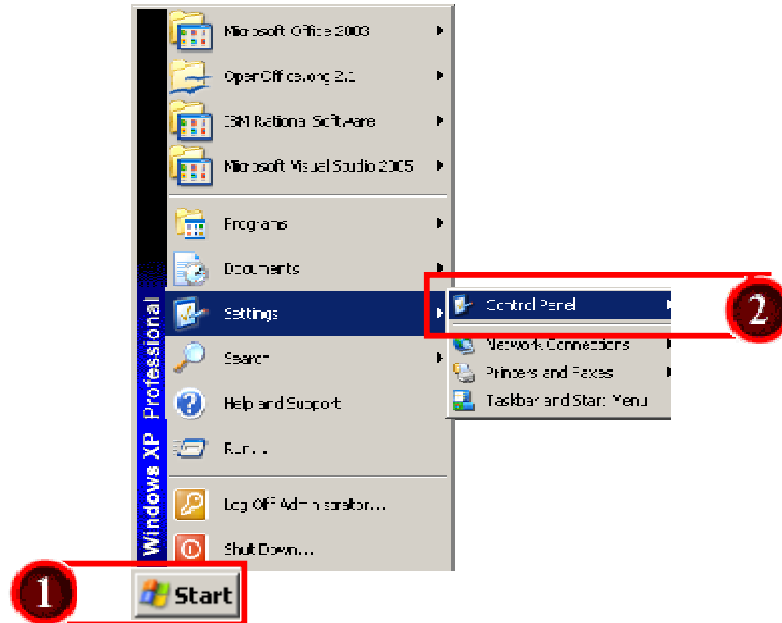 Microsoft Office 2003
OpenOffice.org 2.1
IBM Rational Software
Microsoft Visual Studio 2005
Programs
Documents
Settings
Control Panel
2
Network Connections
Search
Printers and Faxes
Help and Support
Taskbar and Start Menu
Run...
Log Off Administrator...
Shut Down...
Windows XP Professional
1
Start